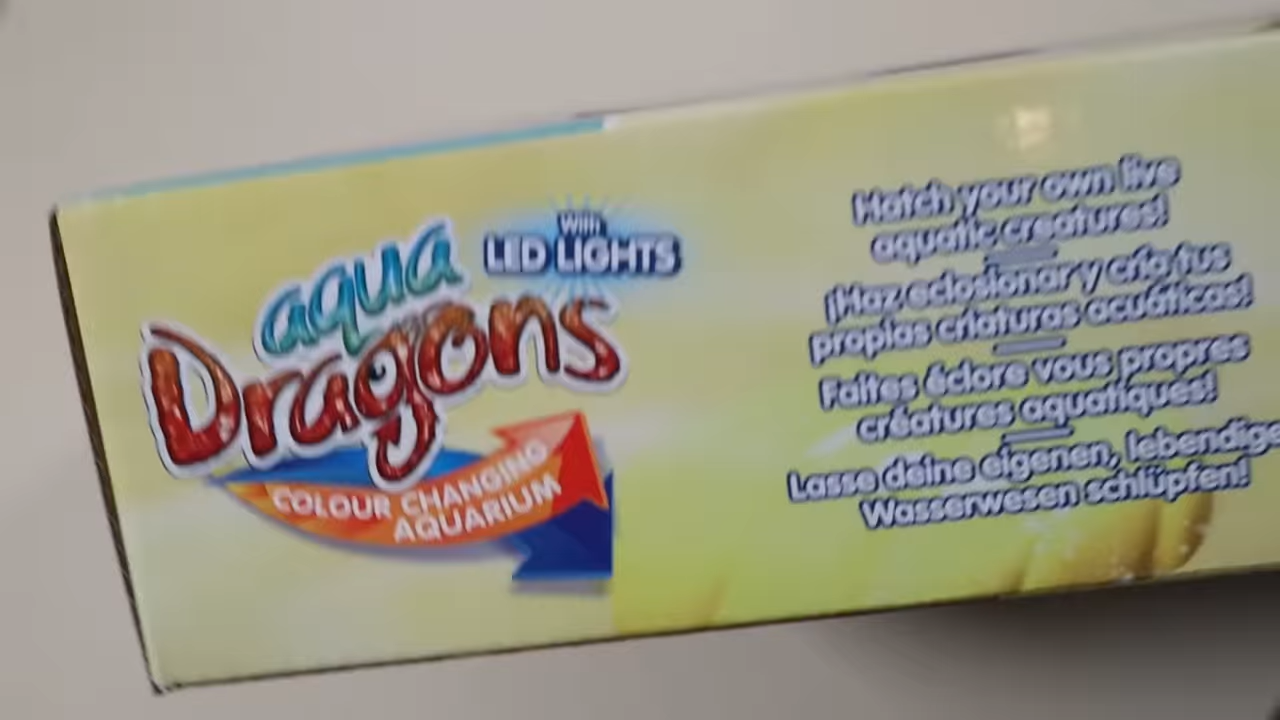 aqua
Dragons
With
LED LIGHTS
COLOUR CHANGING
AQUARIUM
Hatch your own live
aquatic creatures!
¡Haz eclosionar y cría tus
propias criaturas acuáticas!
Faites éclore vous propres
créatures aquatiques!
Lasse deine eigenen, lebendige
Wasserwesen schlüpfen!